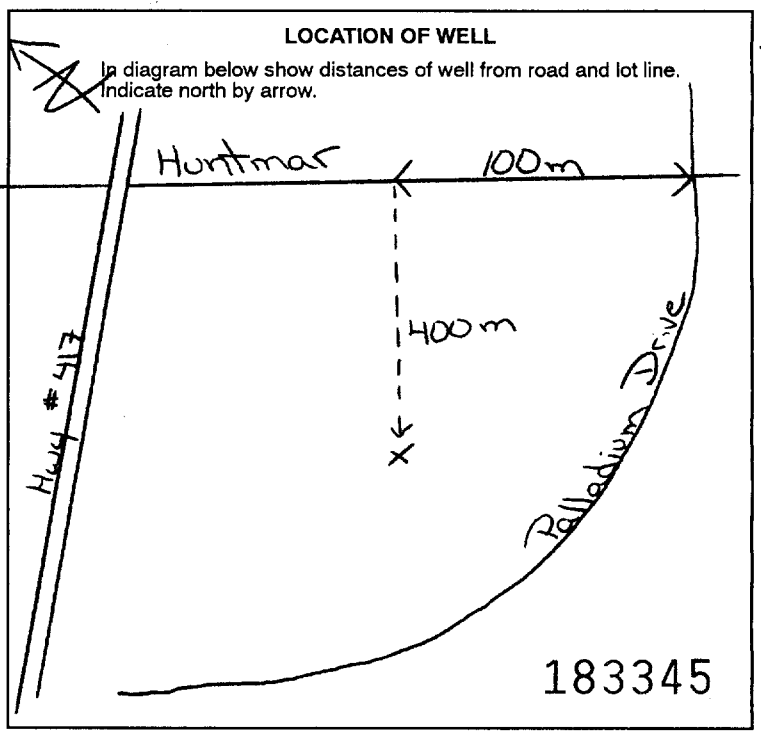 LOCATION OF WELL
In diagram below show distances of well from road and lot line.
Indicate north by arrow.
N
Huntmar
100m
400m
Hwy # 417
X
Palladium Drive
183345